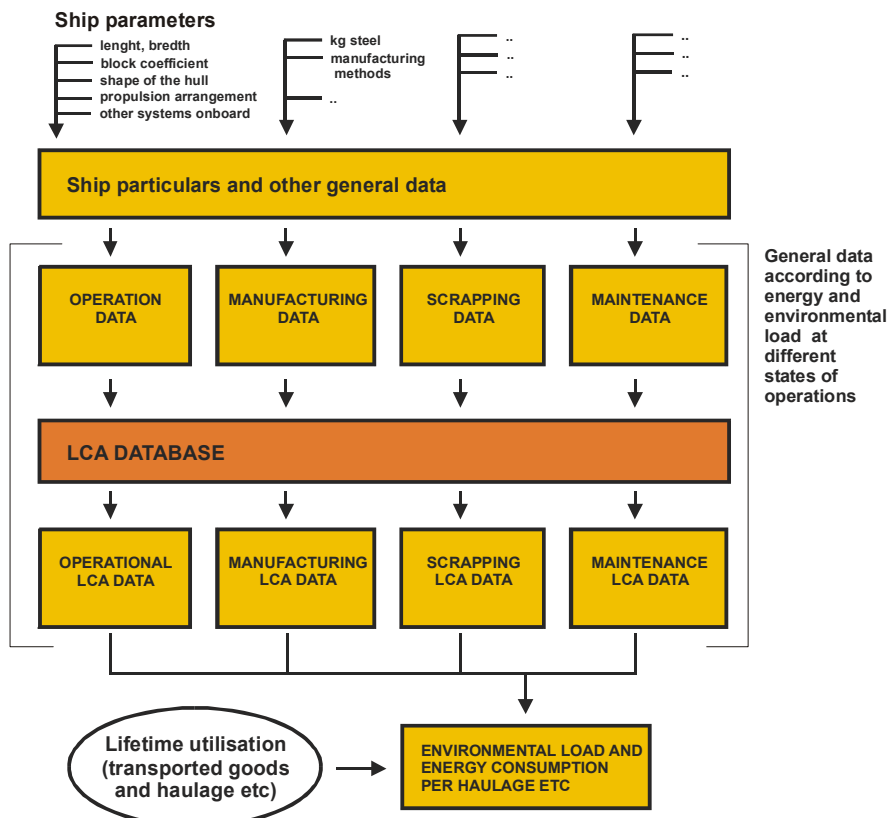 Ship parameters
lenght, bredth
block coefficient
shape of the hull
propulsion arrangement
other systems onboard
kg steel
manufacturing
methods
..
..
..
..
..
..
..
Ship particulars and other general data
OPERATION
DATA
MANUFACTURING
DATA
SCRAPPING
DATA
MAINTENANCE
DATA
General data
according to
energy and
environmental
load at
different
states of
operations
LCA DATABASE
OPERATIONAL
LCA DATA
MANUFACTURING
LCA DATA
SCRAPPING
LCA DATA
MAINTENANCE
LCA DATA
Lifetime utilisation
(transported goods
and haulage etc)
ENVIRONMENTAL LOAD AND
ENERGY CONSUMPTION
PER HAULAGE ETC